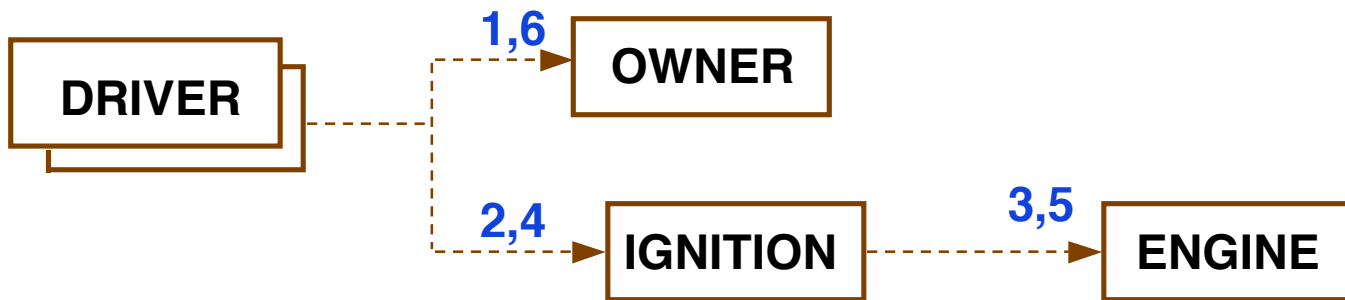 1,6
OWNER
DRIVER
2,4
IGNITION
3,5
ENGINE